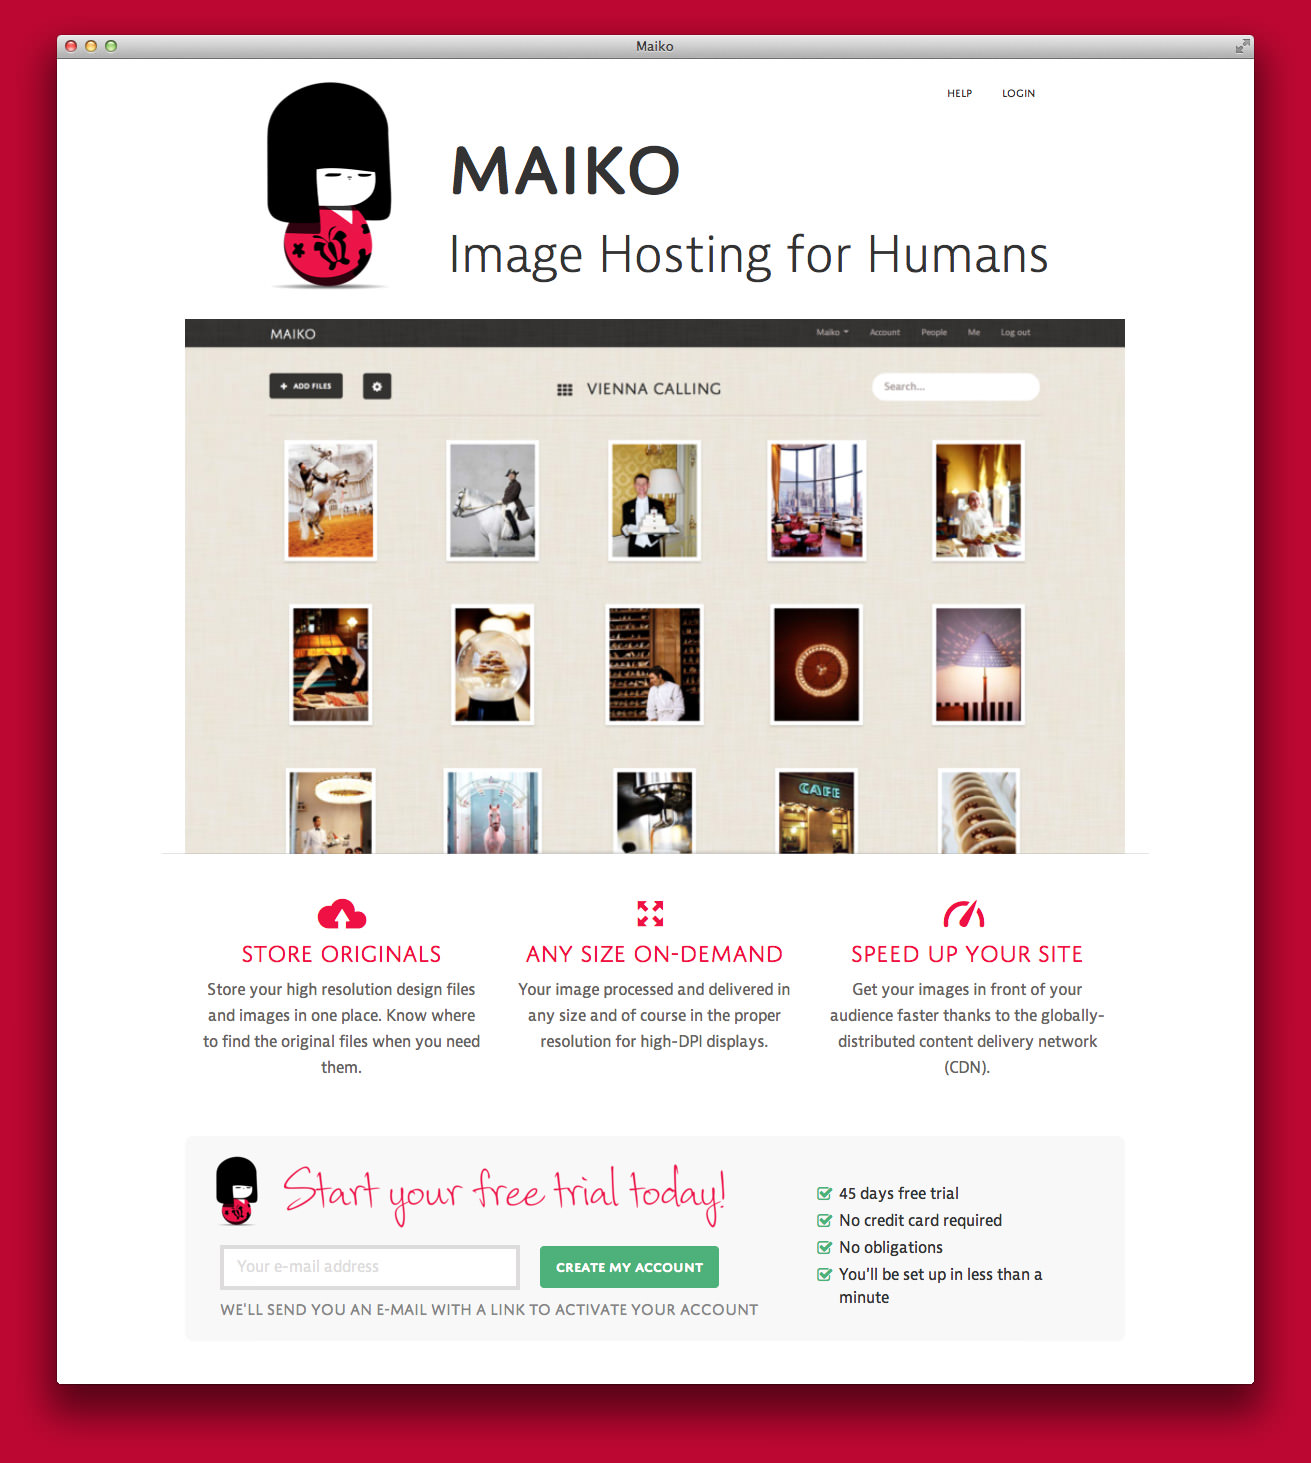 Maiko
HELP LOGIN
MAIKO
Image Hosting for Humans
MAIKO Maiko Account People Me Log out
+ ADD FILES VIENNA CALLING Search...
CAFE
STORE ORIGINALS
Store your high resolution design files
and images in one place. Know where
to find the original files when you need
them.
ANY SIZE ON-DEMAND
Your image processed and delivered in
any size and of course in the proper
resolution for high-DPI displays.
SPEED UP YOUR SITE
Get your images in front of your
audience faster thanks to the globally-
distributed content delivery network
(CDN).
Start your free trial today!
Your e-mail address CREATE MY ACCOUNT
WE'LL SEND YOU AN E-MAIL WITH A LINK TO ACTIVATE YOUR ACCOUNT
45 days free trial
No credit card required
No obligations
You'll be set up in less than a
minute